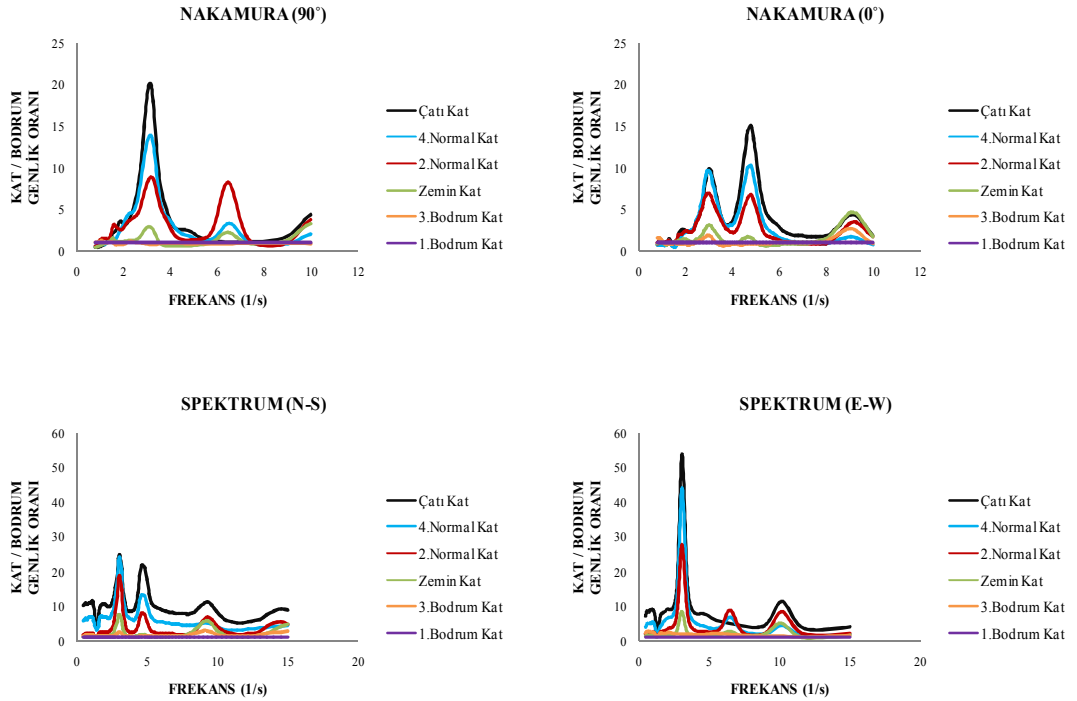 NAKAMURA (90˚)
KAT / BODRUM
GENLİK ORANI
25
20
15
10
5
0
0
2
4
6
8
10
12
FREKANS (1/s)
Çatı Kat
4.Normal Kat
2.Normal Kat
Zemin Kat
3.Bodrum Kat
1.Bodrum Kat
NAKAMURA (0˚)
KAT / BODRUM
GENLİK ORANI
25
20
15
10
5
0
0
2
4
6
8
10
12
FREKANS (1/s)
Çatı Kat
4.Normal Kat
2.Normal Kat
Zemin Kat
3.Bodrum Kat
1.Bodrum Kat
SPEKTRUM (N-S)
KAT / BODRUM
GENLİK ORANI
60
50
40
30
20
10
0
0
5
10
15
FREKANS (1/s)
Çatı Kat
4.Normal Kat
2.Normal Kat
Zemin Kat
3.Bodrum Kat
1.Bodrum Kat
SPEKTRUM (E-W)
KAT / BODRUM
GENLİK ORANI
60
50
40
30
20
10
0
0
5
10
15
20
FREKANS (1/s)
Çatı Kat
4.Normal Kat
2.Normal Kat
Zemin Kat
3.Bodrum Kat
1.Bodrum Kat